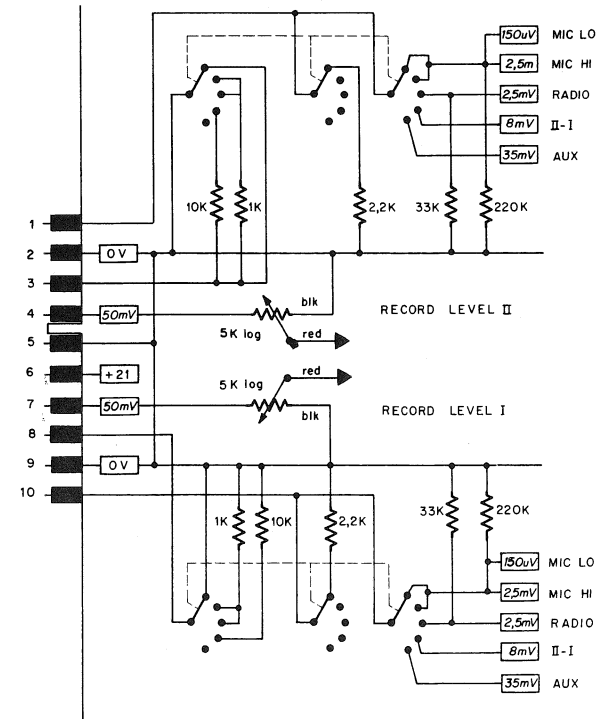 150uV MIC LO
2,5m MIC HI
2,5mV RADIO
8mV II-I
35mV AUX
10K 1K 2,2K 33K 220K
1
2 0 V
3
4 50mV blk RECORD LEVEL II
5K log red
5
6 +21
5K log red
7 50mV blk RECORD LEVEL I
8
9 0 V
10
1K 10K 2,2K 33K 220K
150uV MIC LO
2,5mV MIC HI
2,5mV RADIO
8mV II-I
35mV AUX